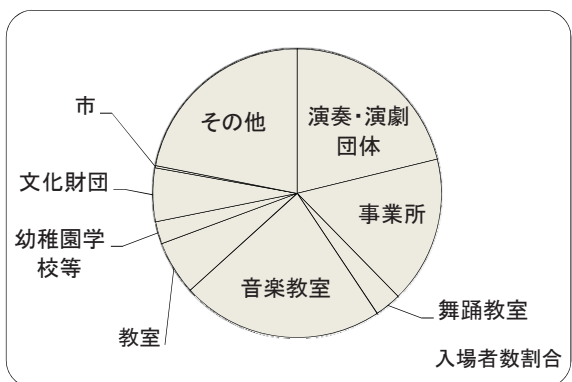 市
その他
演奏・演劇
団体
文化財団
事業所
幼稚園学
校等
音楽教室
舞踊教室
教室
入場者数割合